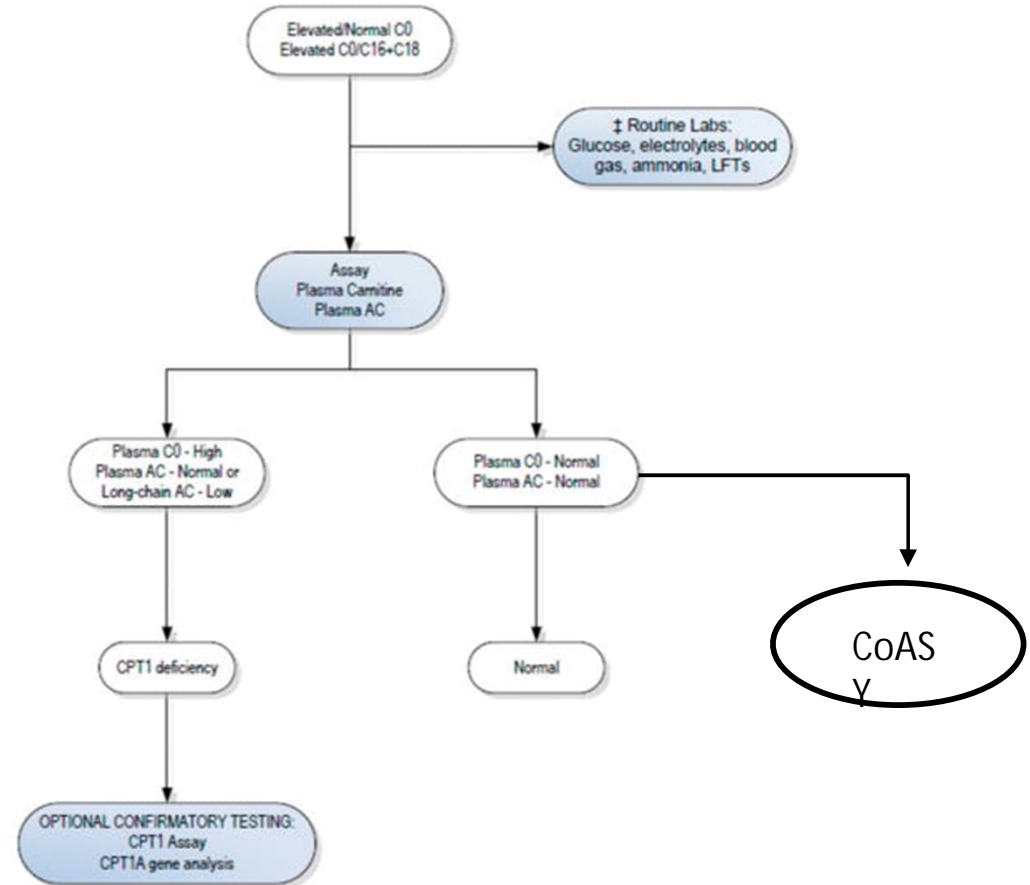 Elevated/Normal C0
Elevated C0/C16+C18
‡ Routine Labs:
Glucose, electrolytes, blood
gas, ammonia, LFTs
Assay
Plasma Carnitine
Plasma AC
Plasma C0 - High
Plasma AC - Normal or
Long-chain AC - Low
Plasma C0 - Normal
Plasma AC - Normal
CPT1 deficiency
Normal
CoAS
Y
OPTIONAL CONFIRMATORY TESTING:
CPT1 Assay
CPT1A gene analysis